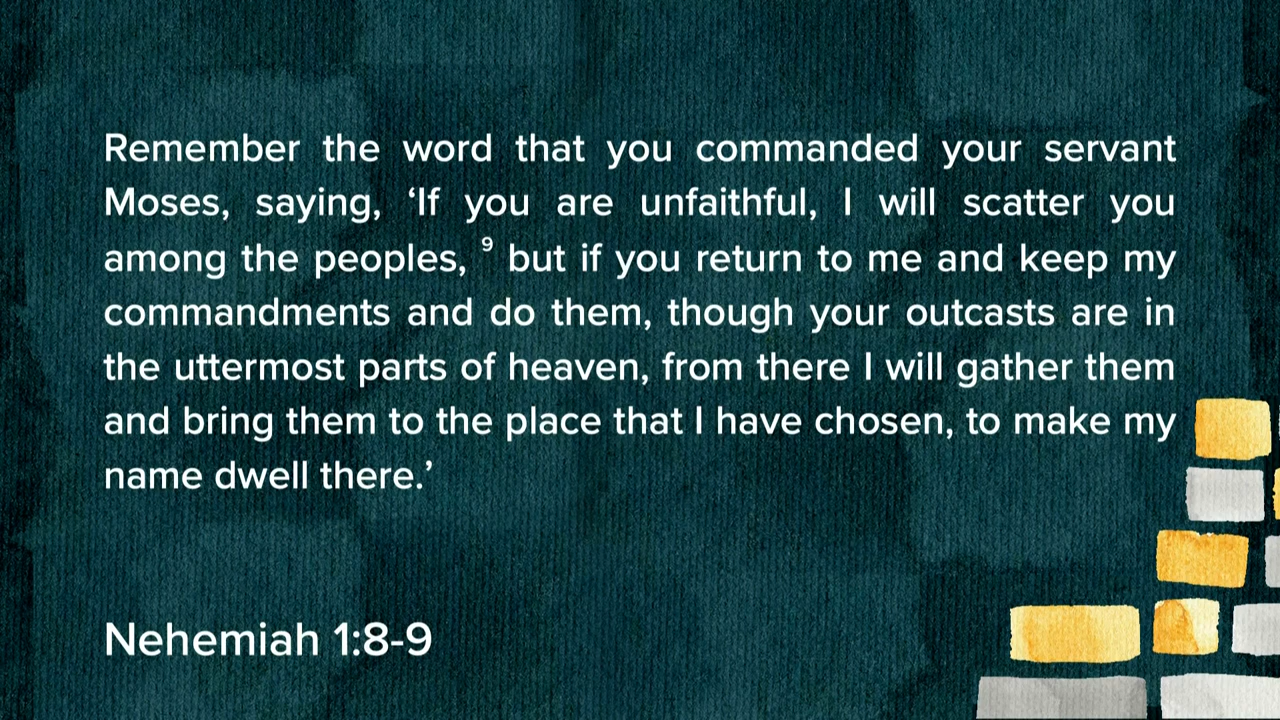 Remember the word that you commanded your servant
Moses, saying, ‘If you are unfaithful, I will scatter you
among the peoples, ⁹ but if you return to me and keep my
commandments and do them, though your outcasts are in
the uttermost parts of heaven, from there I will gather them
and bring them to the place that I have chosen, to make my
name dwell there.’
Nehemiah 1:8-9